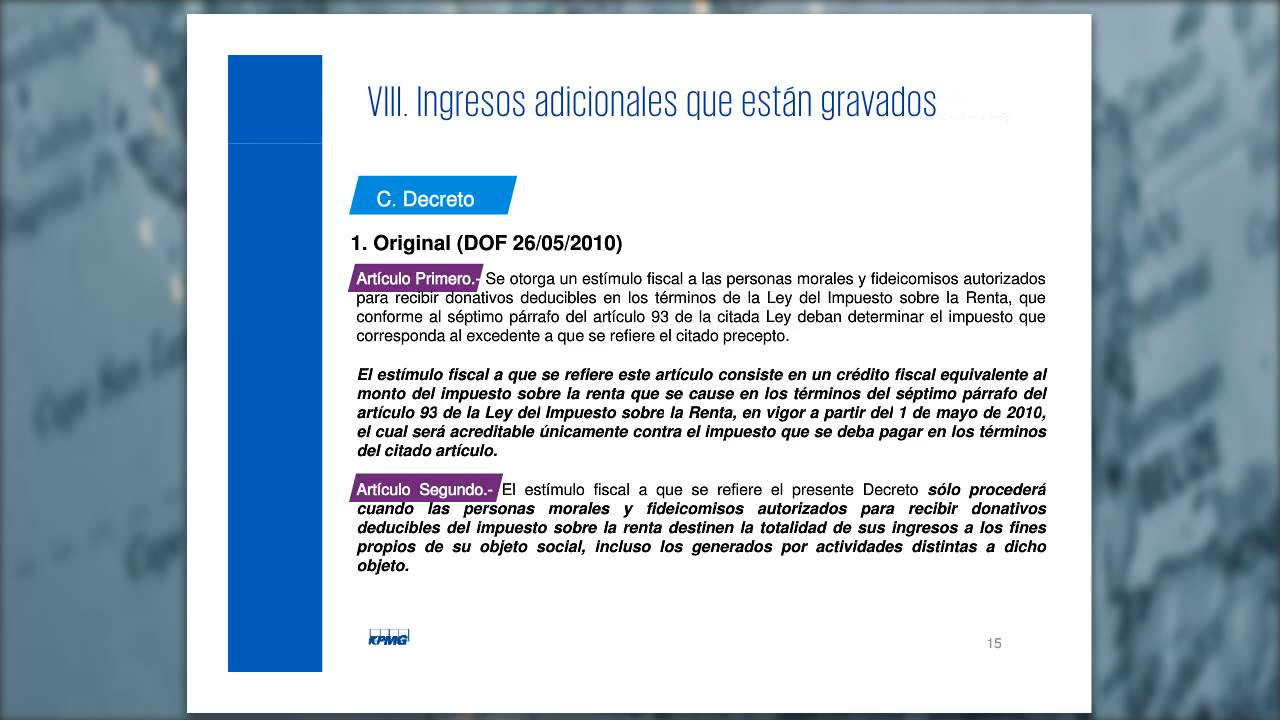 VIII. Ingresos adicionales que están gravados
C. Decreto
1. Original (DOF 26/05/2010)
Artículo Primero.- Se otorga un estímulo fiscal a las personas morales y fideicomisos autorizados
para recibir donativos deducibles en los términos de la Ley del Impuesto sobre la Renta, que
conforme al séptimo párrafo del artículo 93 de la citada Ley deban determinar el impuesto que
corresponda al excedente a que se refiere el citado precepto.
El estímulo fiscal a que se refiere este artículo consiste en un crédito fiscal equivalente al
monto del impuesto sobre la renta que se cause en los términos del séptimo párrafo del
artículo 93 de la Ley del Impuesto sobre la Renta, en vigor a partir del 1 de mayo de 2010,
el cual será acreditable únicamente contra el impuesto que se deba pagar en los términos
del citado artículo.
Artículo Segundo.- El estímulo fiscal a que se refiere el presente Decreto sólo procederá
cuando las personas morales y fideicomisos autorizados para recibir donativos
deducibles del impuesto sobre la renta destinen la totalidad de sus ingresos a los fines
propios de su objeto social, incluso los generados por actividades distintas a dicho
objeto.
KPMG
15